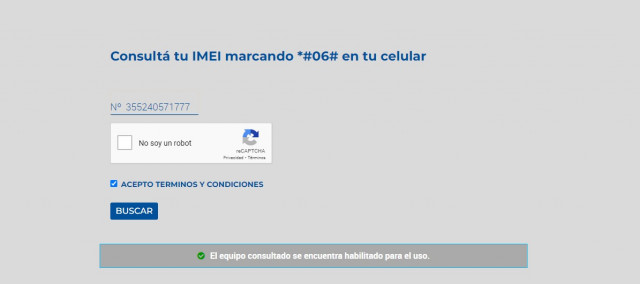 Consultá tu IMEI marcando *#06# en tu celular
Nº 355240571777
No soy un robot
reCAPTCHA
Privacidad - Términos
ACEPTO TERMINOS Y CONDICIONES
BUSCAR
El equipo consultado se encuentra habilitado para el uso.